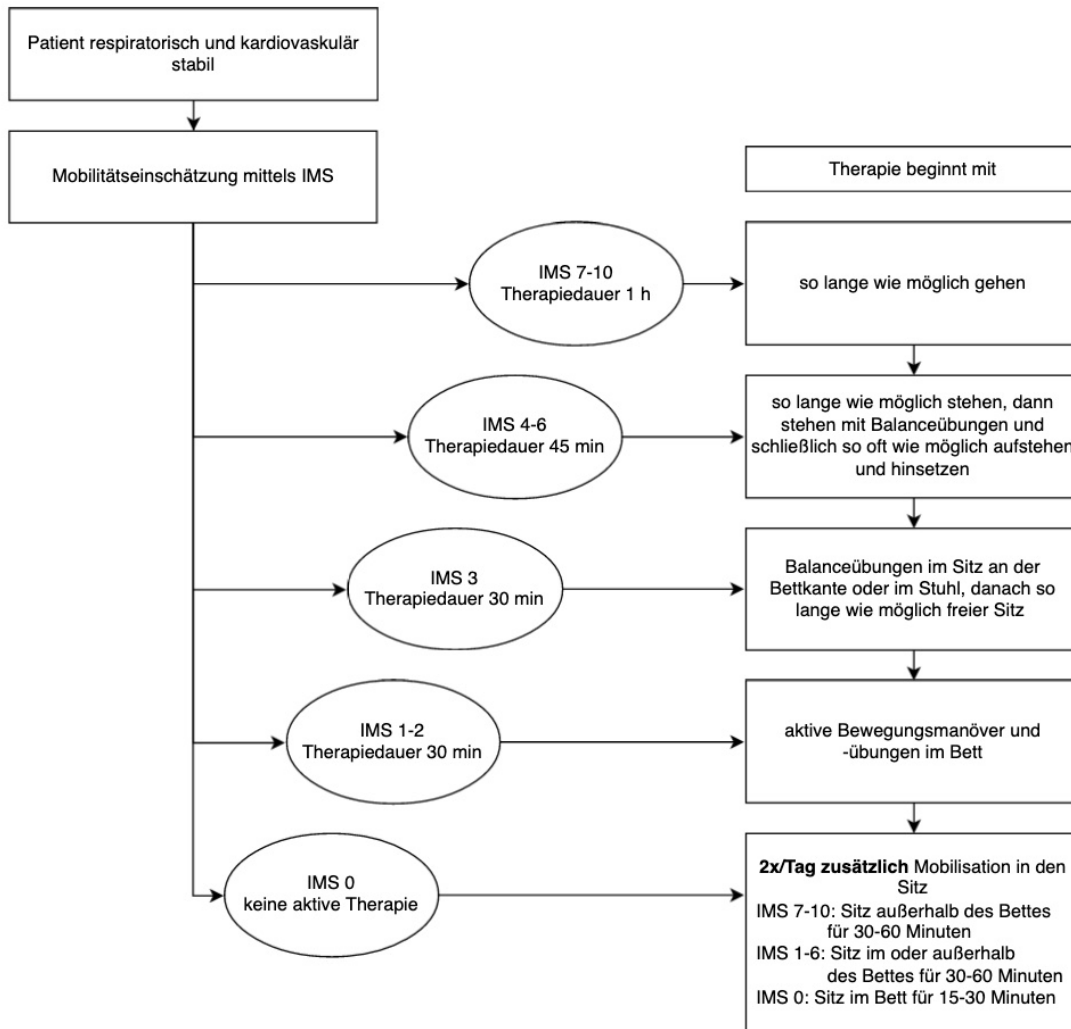 Patient respiratorisch und kardiovaskulär
stabil
Mobilitätseinschätzung mittels IMS
Therapie beginnt mit
IMS 7-10
Therapiedauer 1 h
so lange wie möglich gehen
IMS 4-6
Therapiedauer 45 min
so lange wie möglich stehen, dann
stehen mit Balanceübungen und
schließlich so oft wie möglich aufstehen
und hinsetzen
IMS 3
Therapiedauer 30 min
Balanceübungen im Sitz an der
Bettkante oder im Stuhl, danach so
lange wie möglich freier Sitz
IMS 1-2
Therapiedauer 30 min
aktive Bewegungsmanöver und
-übungen im Bett
IMS 0
keine aktive Therapie
2x/Tag zusätzlich Mobilisation in den
Sitz
IMS 7-10: Sitz außerhalb des Bettes
für 30-60 Minuten
IMS 1-6: Sitz im oder außerhalb
des Bettes für 30-60 Minuten
IMS 0: Sitz im Bett für 15-30 Minuten